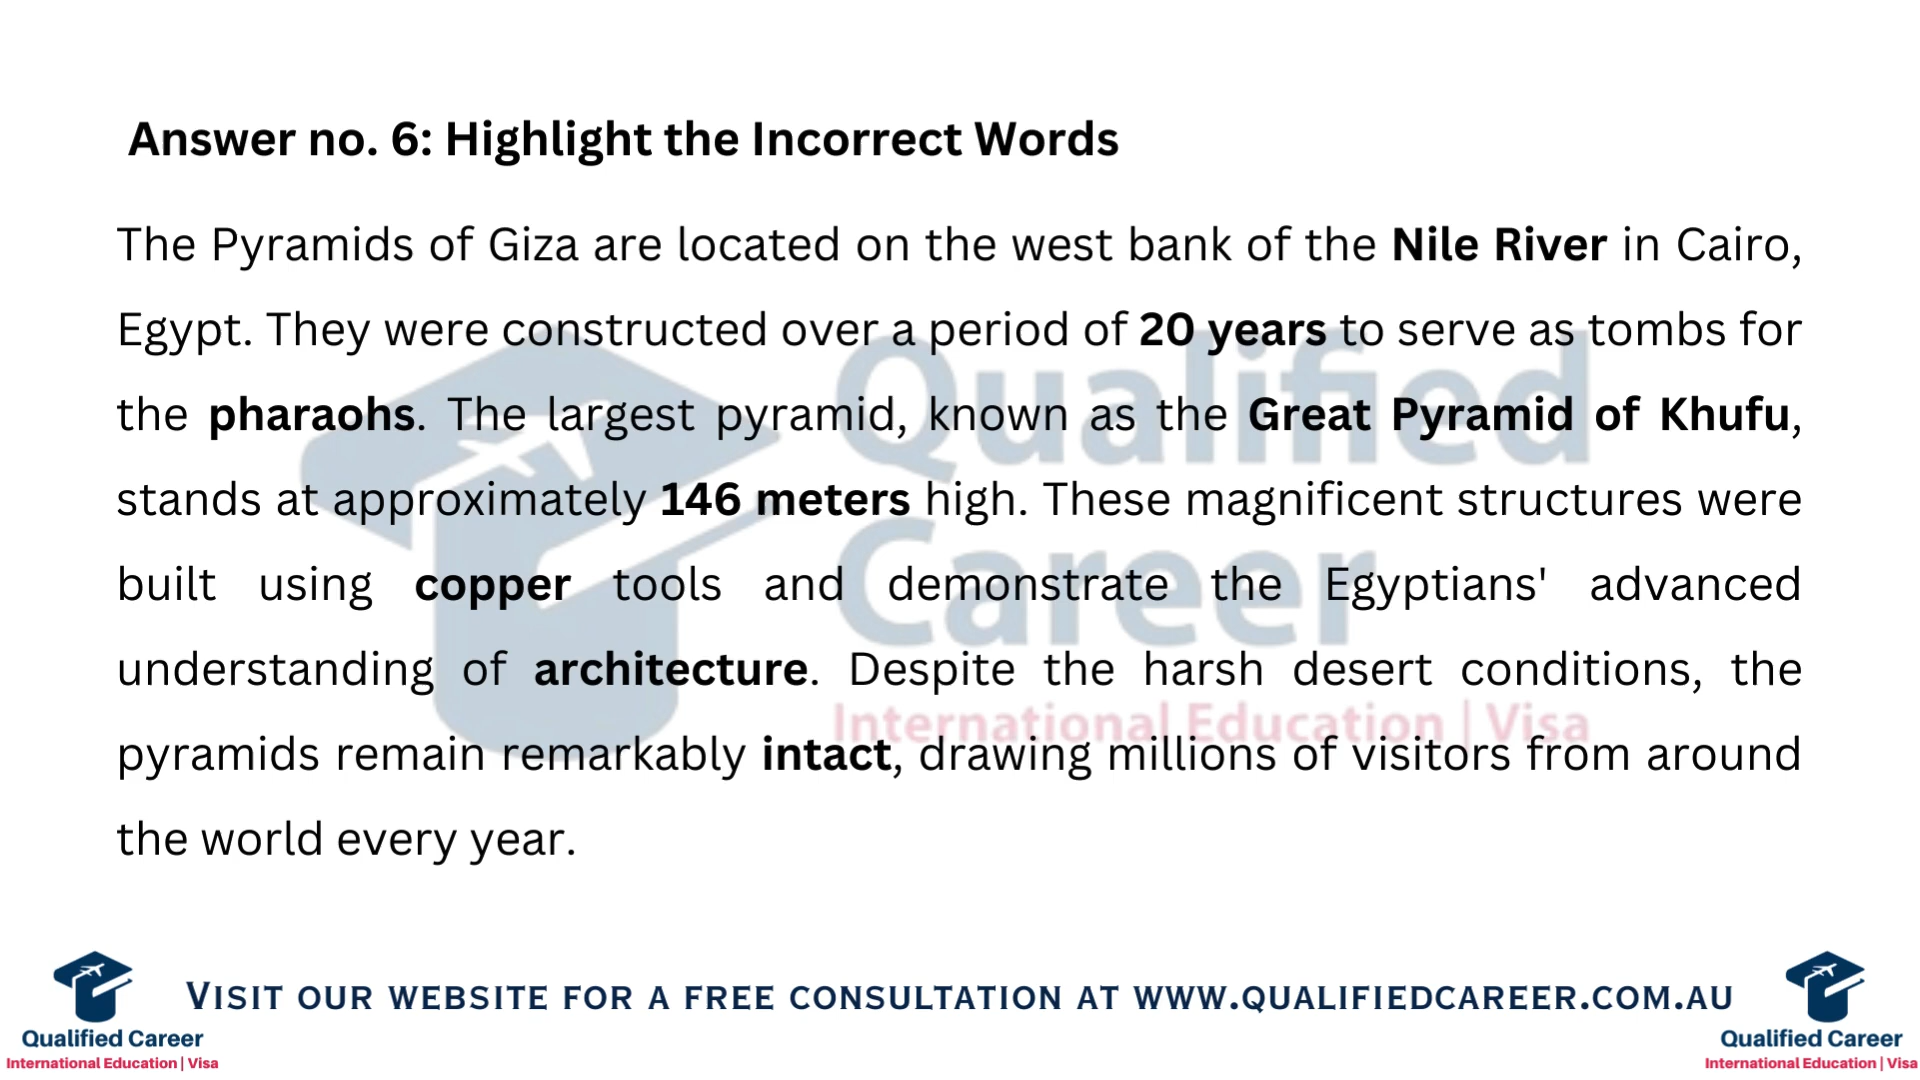 Answer no. 6: Highlight the Incorrect Words
The Pyramids of Giza are located on the west bank of the Nile River in Cairo,
Egypt. They were constructed over a period of 20 years to serve as tombs for
the pharaohs. The largest pyramid, known as the Great Pyramid of Khufu,
stands at approximately 146 meters high. These magnificent structures were
built using copper tools and demonstrate the Egyptians' advanced
understanding of architecture. Despite the harsh desert conditions, the
pyramids remain remarkably intact, drawing millions of visitors from around
the world every year.
Qualified
Career
International Education | Visa
VISIT OUR WEBSITE FOR A FREE CONSULTATION AT WWW.QUALIFIEDCAREER.COM.AU
Qualified Career
International Education | Visa
Qualified Career
International Education | Visa